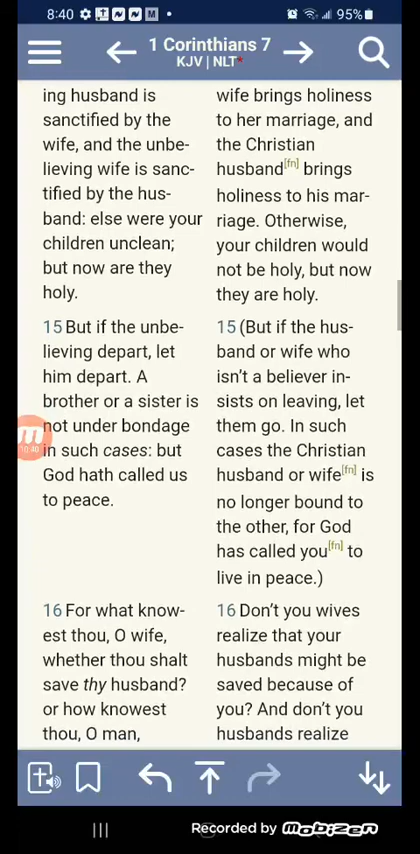 8:40 M 95%
1 Corinthians 7
KJV | NLT*
ing husband is
sanctified by the
wife, and the unbe-
lieving wife is sanc-
tified by the hus-
band: else were your
children unclean;
but now are they
holy.
15 But if the unbe-
lieving depart, let
him depart. A
brother or a sister is
not under bondage
in such cases: but
God hath called us
to peace.
16 For what know-
est thou, O wife,
whether thou shalt
save thy husband?
or how knowest
thou, O man,
wife brings holiness
to her marriage, and
the Christian
husband[fn] brings
holiness to his mar-
riage. Otherwise,
your children would
not be holy, but now
they are holy.
15 (But if the hus-
band or wife who
isn't a believer in-
sists on leaving, let
them go. In such
cases the Christian
husband or wife[fn] is
no longer bound to
the other, for God
has called you[fn] to
live in peace.)
16 Don't you wives
realize that your
husbands might be
saved because of
you? And don't you
husbands realize
10:40
Recorded by Mobizen